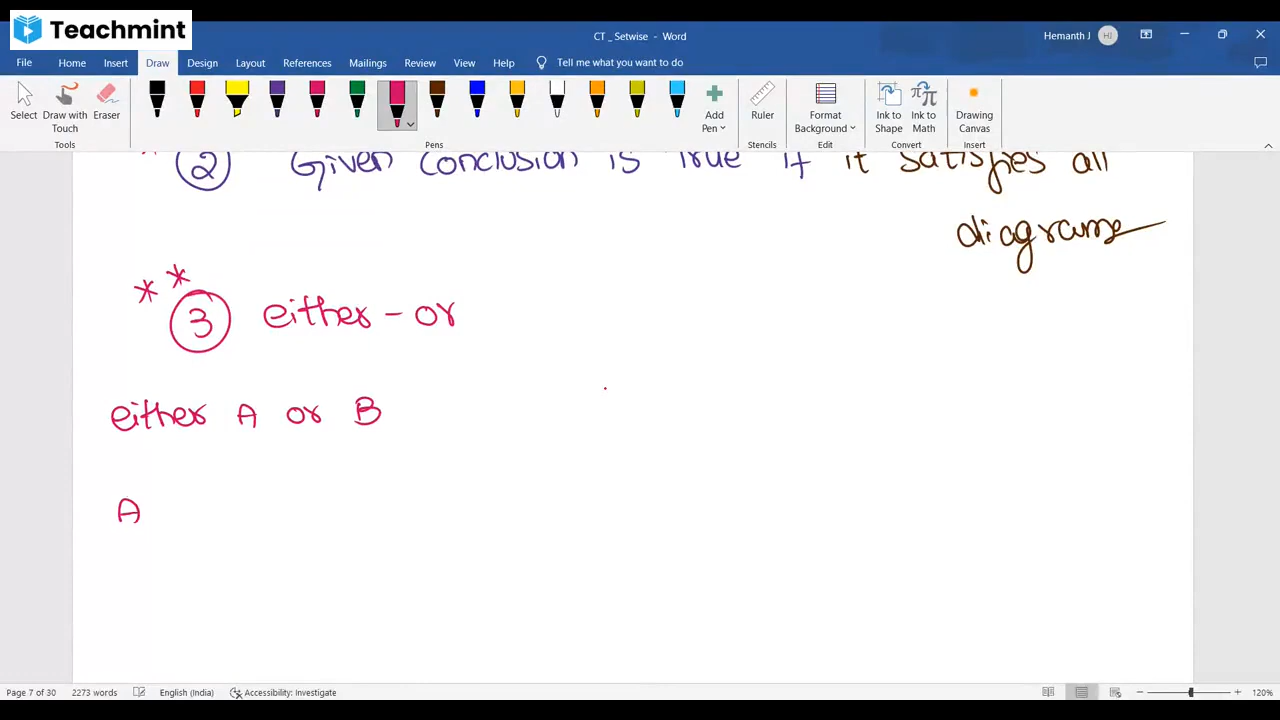 Teachmint
CT _ Setwise - Word
Hemanth J
HJ
File Home Insert Draw Design Layout References Mailings Review View Help Tell me what you want to do
Select Draw with Touch Eraser Add Pen Ruler Format Background Ink to Shape Ink to Math Drawing Canvas
Tools Pens Stencils Edit Convert Insert
2 Given conclusion is True if it satisfies all
diagrams
** 3 either - or
either A or B
A
Page 7 of 30 2273 words English (India) Accessibility: Investigate 120%